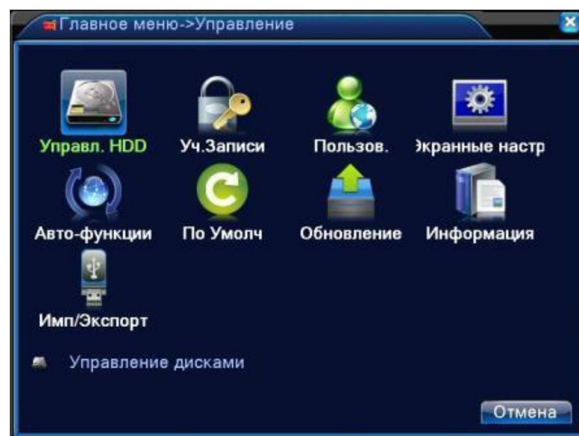 Главное меню->Управление
Управл. HDD Уч.Записи Пользов. Экранные настр
Авто-функции По Умолч Обновление Информация
Имп/Экспорт
Управление дисками
Отмена